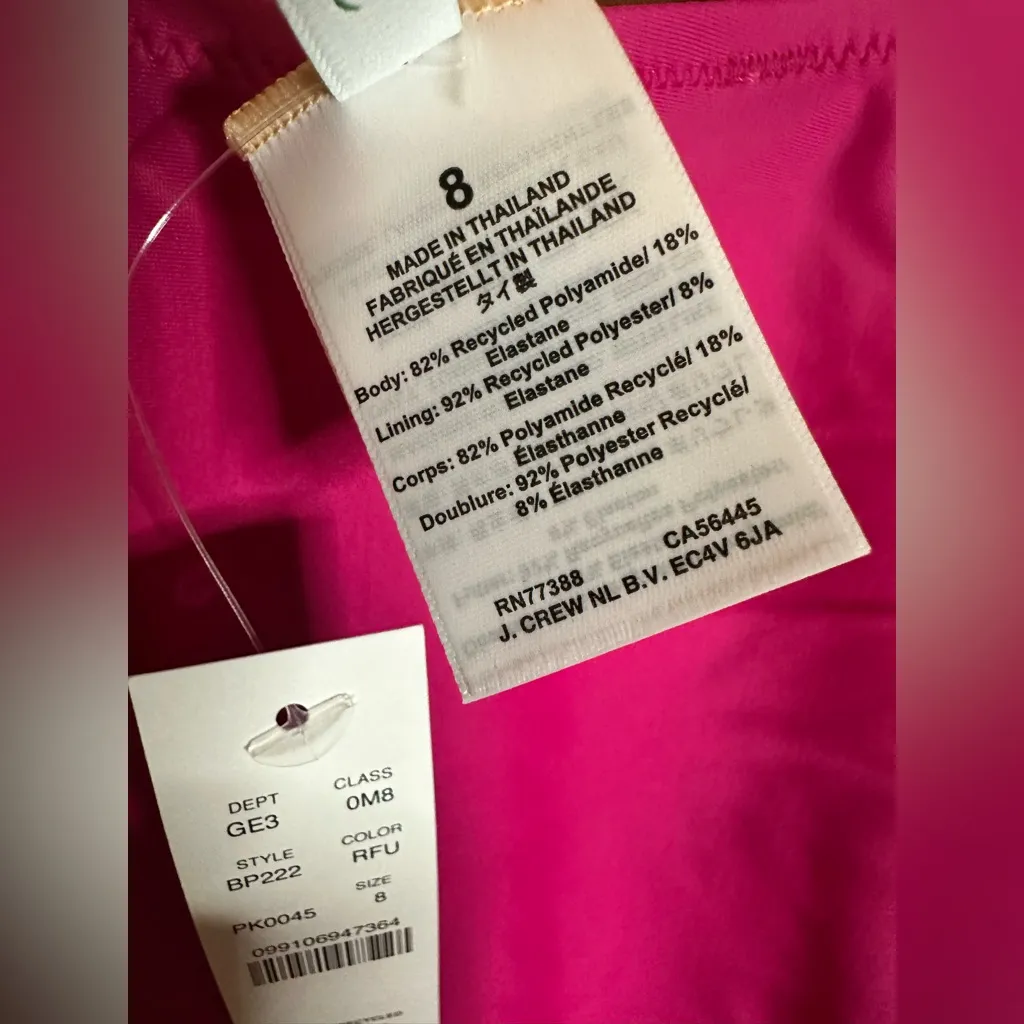 8
MADE IN THAILAND
FABRIQUÉ EN THAÏLANDE
HERGESTELLT IN THAILAND
タイ製
Body: 82% Recycled Polyamide/ 18%
Elastane
Lining: 92% Recycled Polyester/ 8%
Elastane
Corps: 82% Polyamide Recyclé/ 18%
Élasthanne
Doublure: 92% Polyester Recyclé/
8% Élasthanne
RN77388 CA56445
J. CREW NL B.V. EC4V 6JA
DEPT CLASS
GE3 0M8
STYLE COLOR
BP222 RFU
SIZE
PK0045 8
099106947364